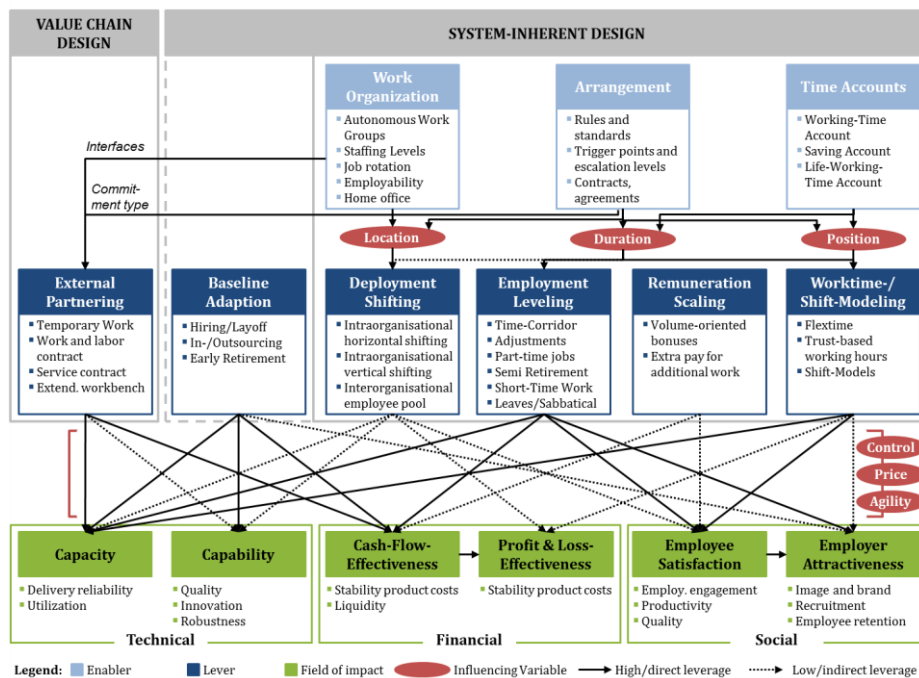 VALUE CHAIN
DESIGN
SYSTEM-INHERENT DESIGN
Work
Organization
Autonomous Work
Groups
Staffing Levels
Job rotation
Employability
Home office
Arrangement
Rules and
standards
Trigger points and
escalation levels
Contracts,
agreements
Time Accounts
Working-Time
Account
Saving Account
Life-Working-
Time Account
Interfaces
Commit-
ment type
Location
Duration
Position
External
Partnering
Temporary Work
Work and labor
contract
Service contract
Extend. workbench
Baseline
Adaption
Hiring/Layoff
In-/Outsourcing
Early Retirement
Deployment
Shifting
Intraorganisational
horizontal shifting
Intraorganisational
vertical shifting
Interorganisational
employee pool
Employment
Leveling
Time-Corridor
Adjustments
Part-time jobs
Semi Retirement
Short-Time Work
Leaves/Sabbatical
Remuneration
Scaling
Volume-oriented
bonuses
Extra pay for
additional work
Worktime-/
Shift-Modeling
Flextime
Trust-based
working hours
Shift-Models
Control
Price
Agility
Capacity
Delivery reliability
Utilization
Capability
Quality
Innovation
Robustness
Technical
Cash-Flow-
Effectiveness
Stability product costs
Liquidity
Profit & Loss-
Effectiveness
Stability product costs
Financial
Employee
Satisfaction
Employ. engagement
Productivity
Quality
Employer
Attractiveness
Image and brand
Recruitment
Employee retention
Social
Legend: Enabler Lever Field of impact Influencing Variable High/direct leverage Low/indirect leverage